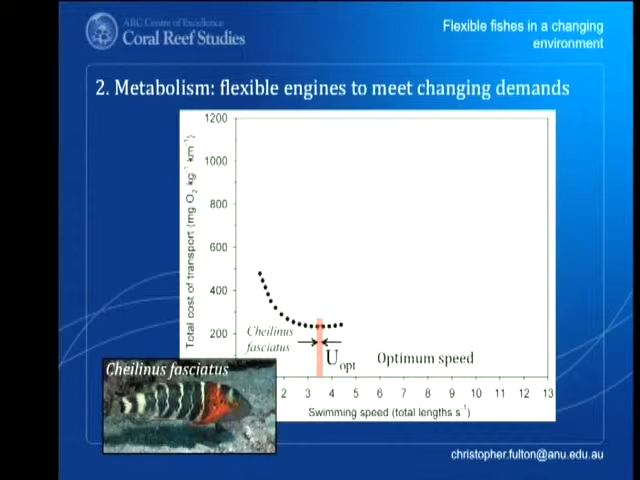 ARC Centre of Excellence
Coral Reef Studies
Flexible fishes in a changing
environment
2. Metabolism: flexible engines to meet changing demands
Total cost of transport (mg O₂ kg⁻¹ km⁻¹)
1200
1000
800
600
400
200
Cheilinus
fasciatus
U opt
Optimum speed
Cheilinus fasciatus
2 3 4 5 6 7 8 9 10 11 12 13
Swimming speed (total lengths s⁻¹)
christopher.fulton@anu.edu.au